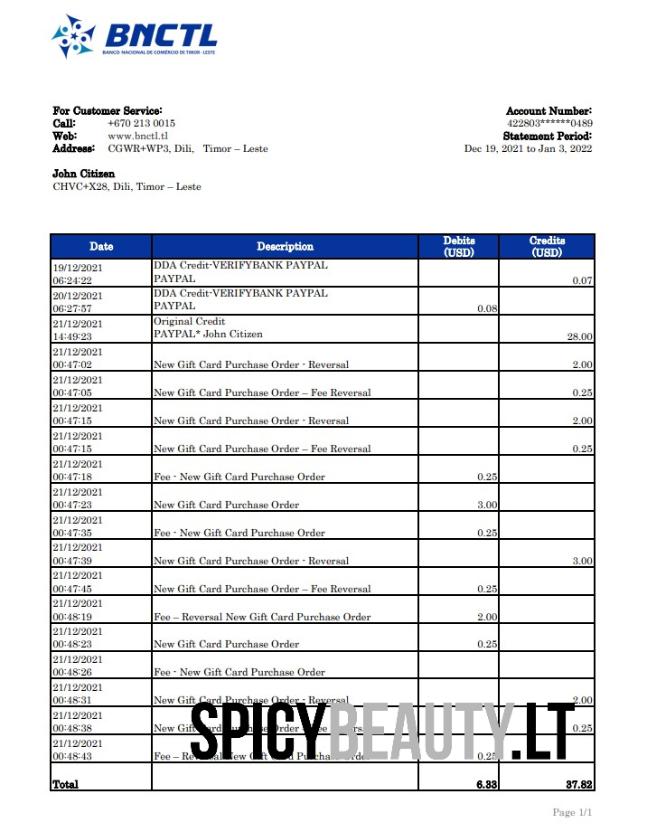 BNCTL
BANCO NACIONAL DE COMÉRCIO DE TIMOR - LESTE
For Customer Service:
Call: +670 213 0015
Web: www.bnctl.tl
Address: CGWR+WP3, Dili, Timor – Leste
Account Number:
422803******0489
Statement Period:
Dec 19, 2021 to Jan 3, 2022
John Citizen
CHVC+X28, Dili, Timor – Leste
Date Description Debits (USD) Credits (USD)
19/12/2021 DDA Credit-VERIFYBANK PAYPAL
06:24:22 PAYPAL 0.07
20/12/2021 DDA Credit-VERIFYBANK PAYPAL
06:27:57 PAYPAL 0.08
21/12/2021 Original Credit
14:49:23 PAYPAL* John Citizen 28.00
21/12/2021
00:47:02 New Gift Card Purchase Order - Reversal 2.00
21/12/2021
00:47:05 New Gift Card Purchase Order – Fee Reversal 0.25
21/12/2021
00:47:15 New Gift Card Purchase Order - Reversal 2.00
21/12/2021
00:47:15 New Gift Card Purchase Order – Fee Reversal 0.25
21/12/2021
00:47:18 Fee - New Gift Card Purchase Order 0.25
21/12/2021
00:47:23 New Gift Card Purchase Order 3.00
21/12/2021
00:47:35 Fee - New Gift Card Purchase Order 0.25
21/12/2021
00:47:39 New Gift Card Purchase Order - Reversal 3.00
21/12/2021
00:47:45 New Gift Card Purchase Order – Fee Reversal 0.25
21/12/2021
00:48:19 Fee – Reversal New Gift Card Purchase Order 2.00
21/12/2021
00:48:23 New Gift Card Purchase Order 0.25
21/12/2021
00:48:26 Fee - New Gift Card Purchase Order
21/12/2021
00:48:31 New Gift Card Purchase Order - Reversal 2.00
21/12/2021
00:48:38 New Gift 0.25
21/12/2021
00:48:43 Fee – 0.25
SPICYBEAUTY.LT
Total 6.33 37.82
Page 1/1